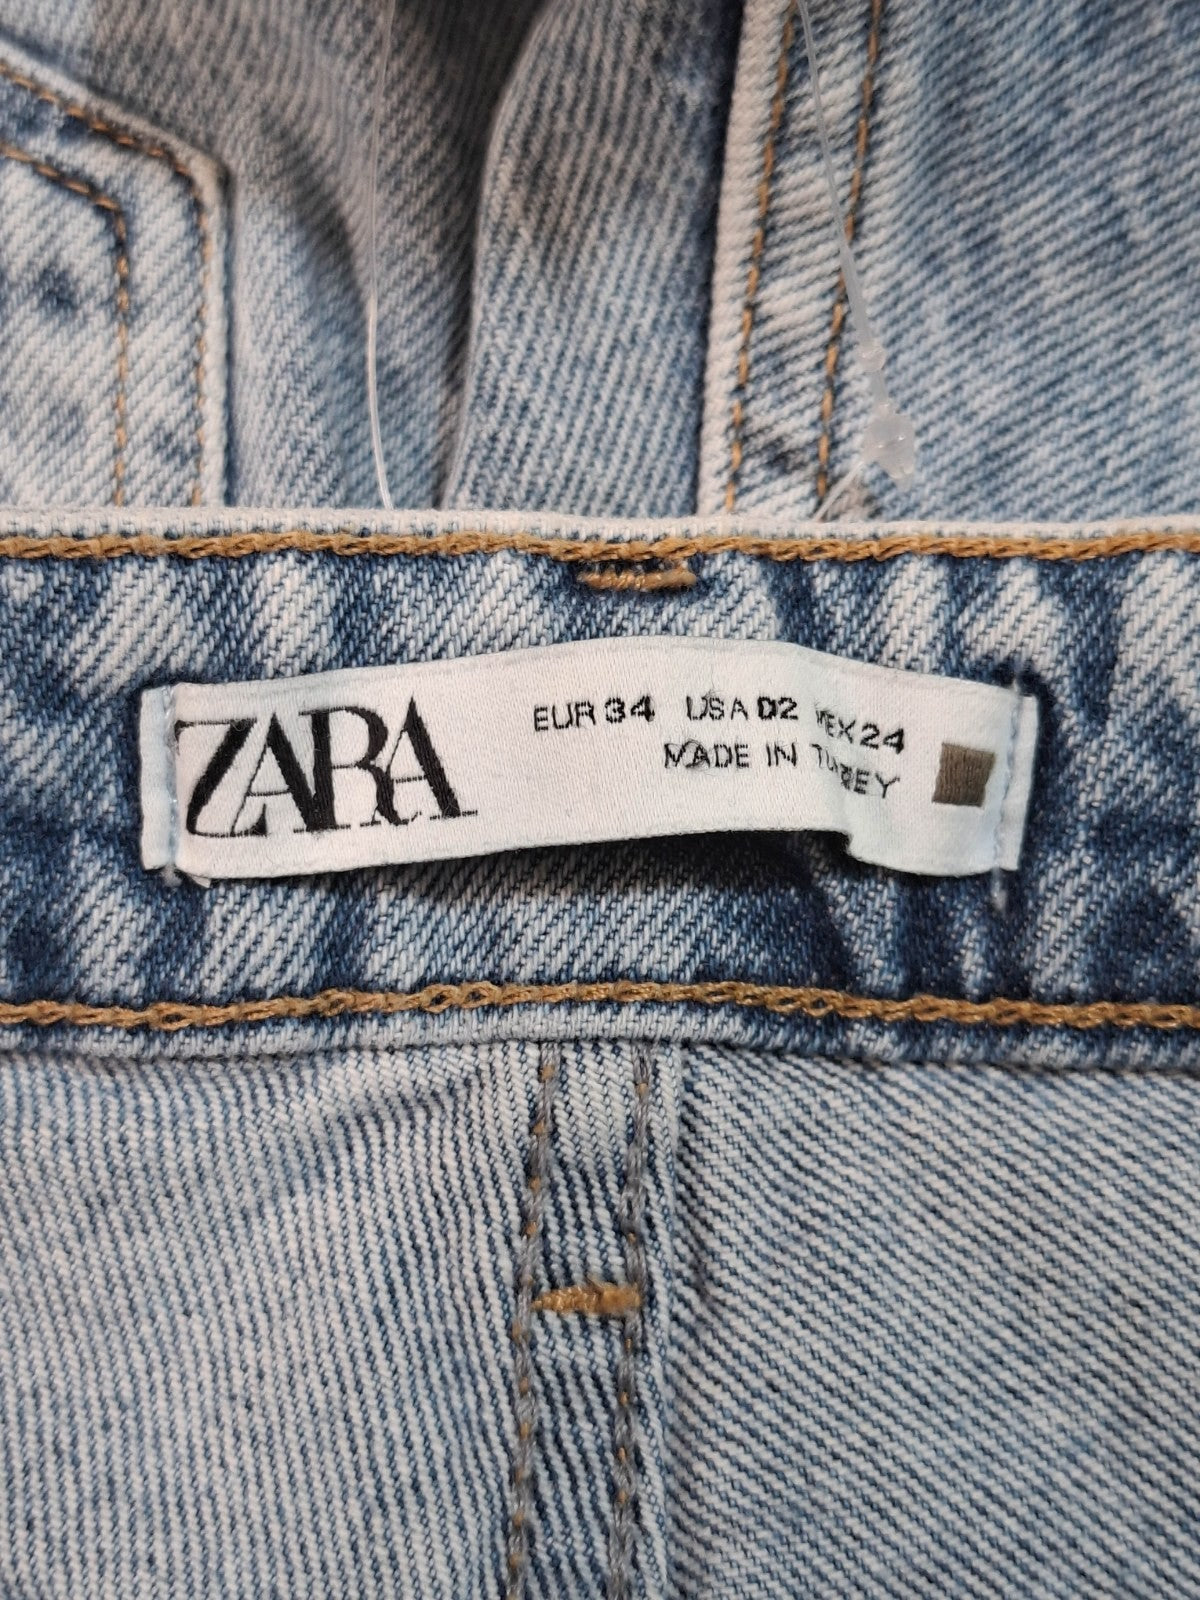 ZARA
EUR 34 USA 02 MEX 24
MADE IN TURKEY